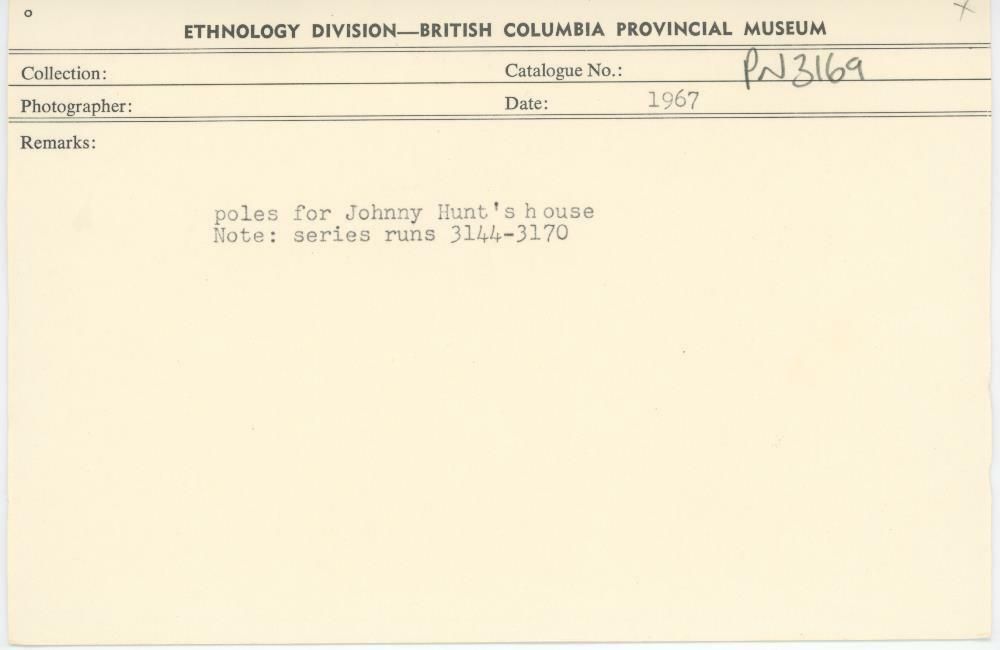 ETHNOLOGY DIVISION—BRITISH COLUMBIA PROVINCIAL MUSEUM
Collection:
Catalogue No.: PN3169
Photographer:
Date: 1967
Remarks:
poles for Johnny Hunt's house
Note: series runs 3144-3170